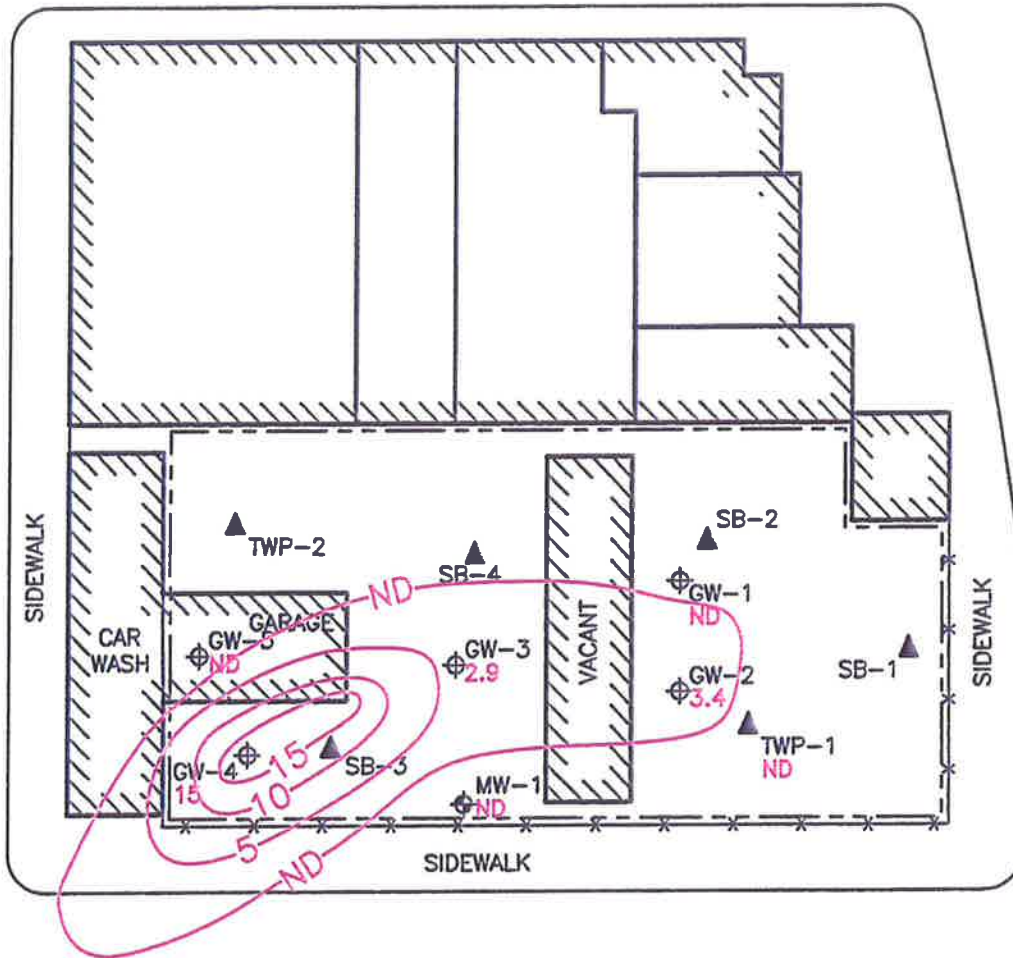 SB-2
TWP-2
SB-4
SIDEWALK
ND
GW-1
ND
GARAGE
CAR
WASH
GW-5
ND
GW-3
2.9
VACANT
GW-2
3.4
SB-1
SIDEWALK
TWP-1
ND
GW-4
15
15
SB-3
10
MW-1
ND
5
ND
SIDEWALK